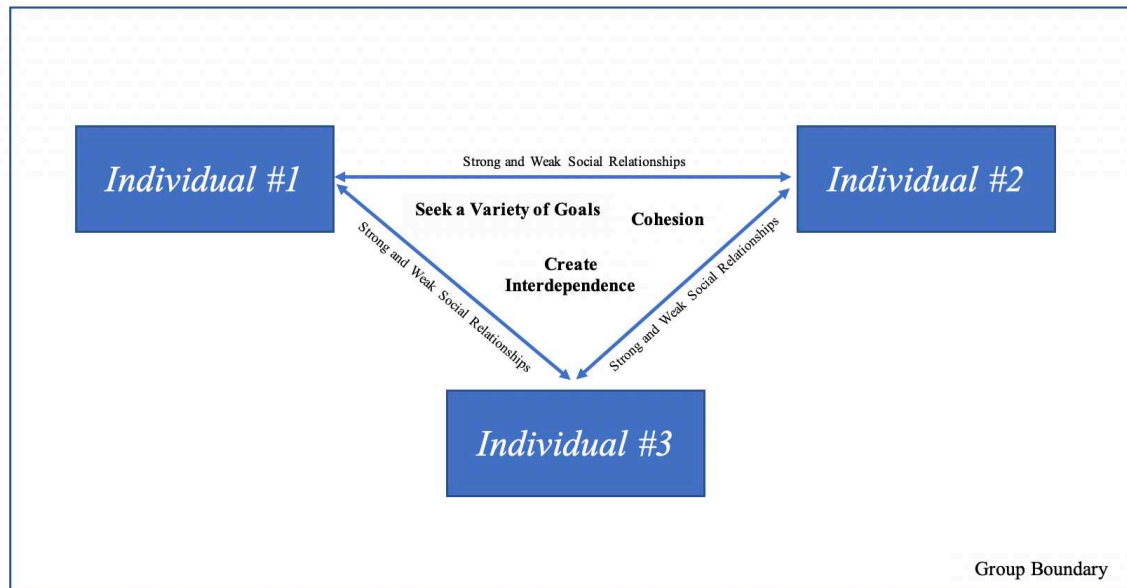 Strong and Weak Social Relationships
Individual #1
Individual #2
Seek a Variety of Goals
Cohesion
Strong and Weak Social Relationships
Strong and Weak Social Relationships
Create
Interdependence
Individual #3
Group Boundary